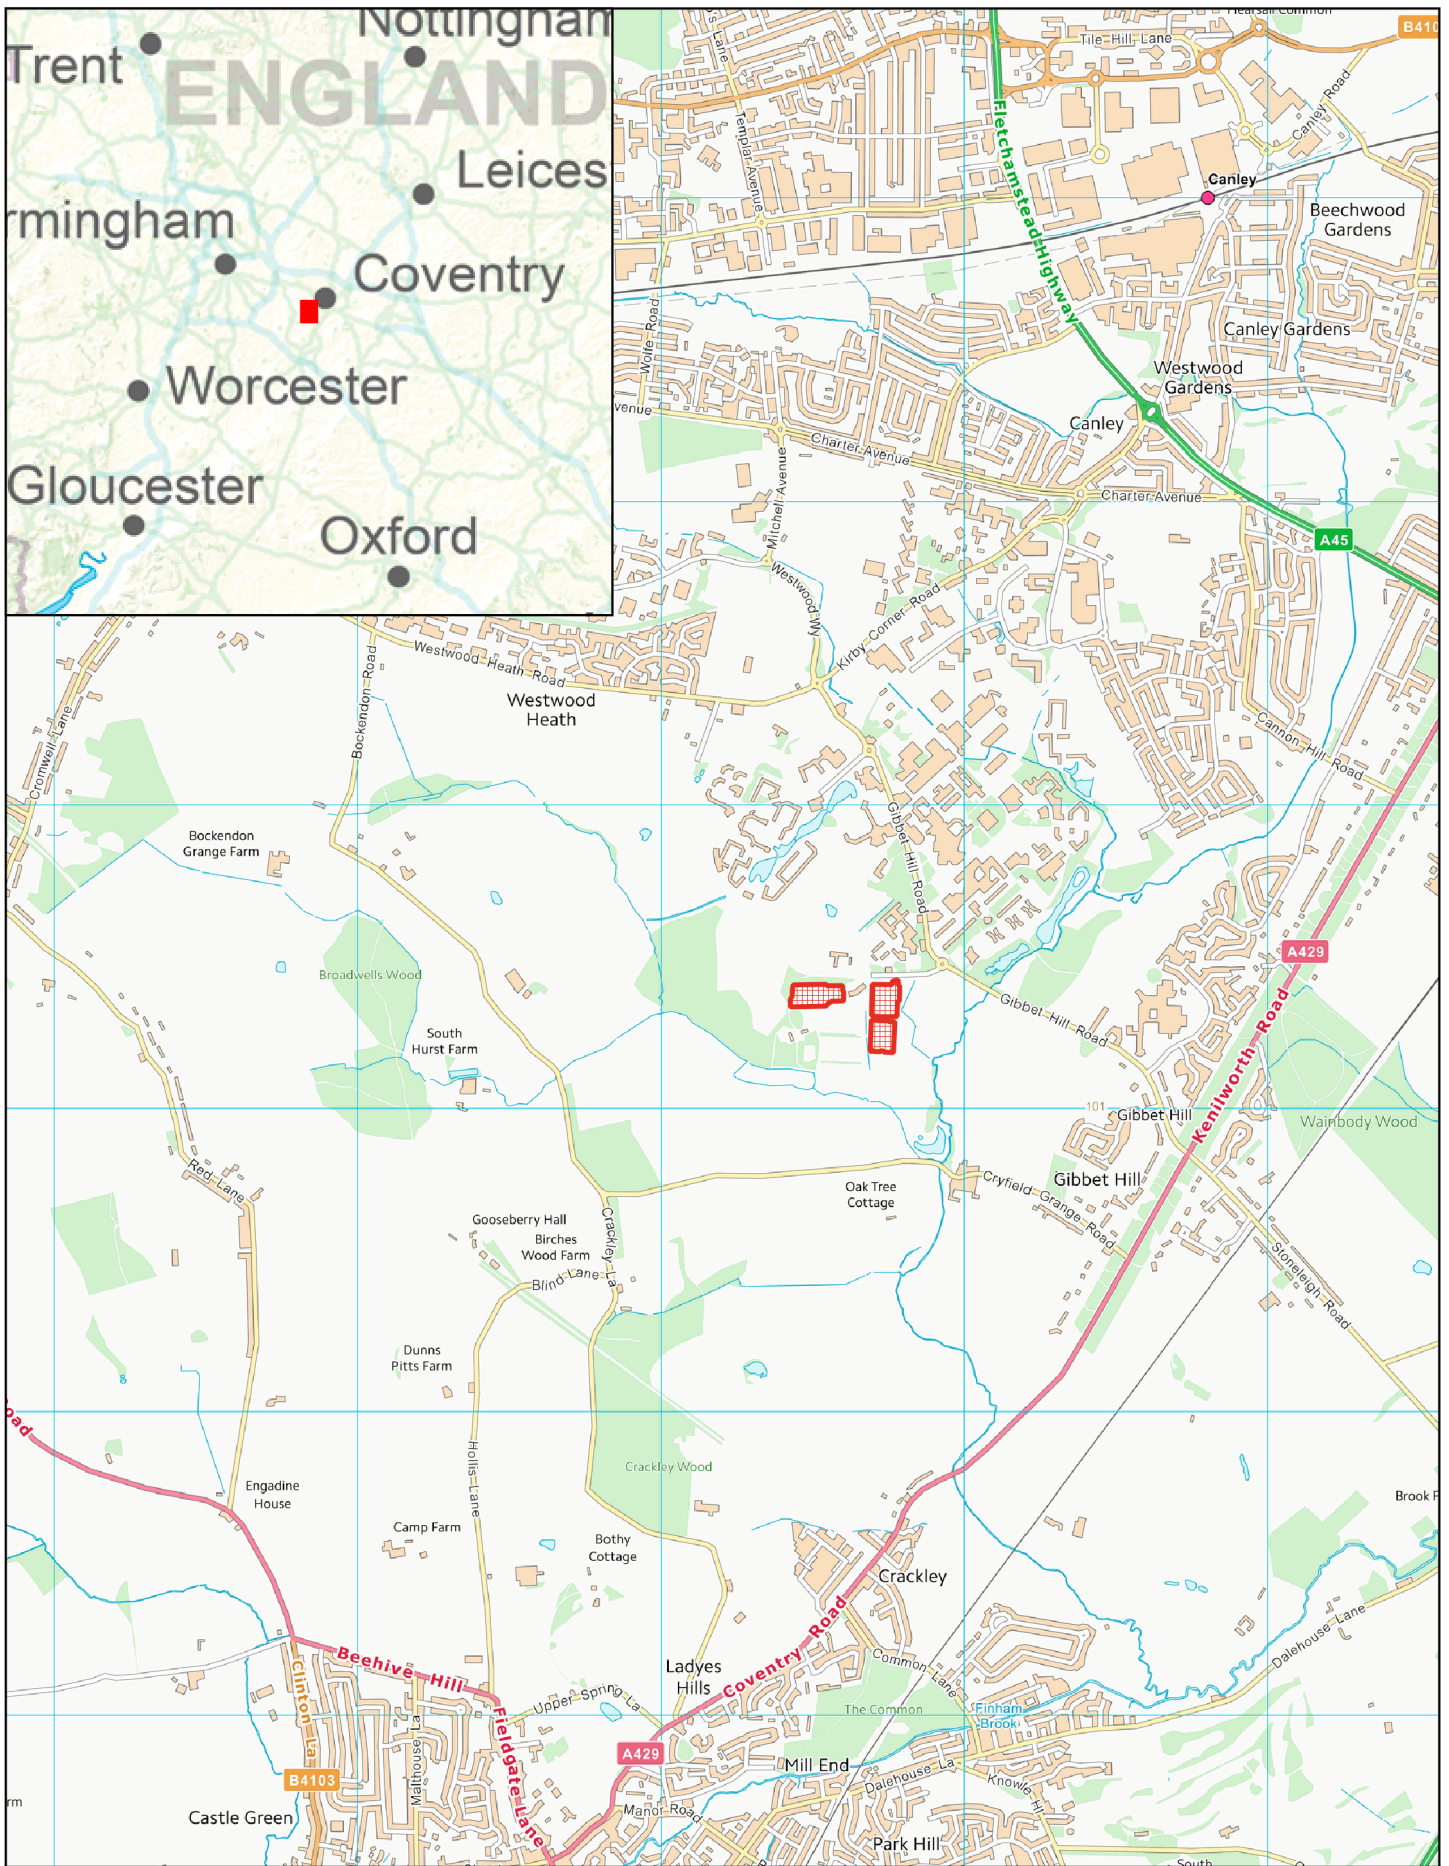 Nottingham
Trent
ENGLAND
Leices
rmingham
Coventry
Worcester
Gloucester
Oxford
Hearsall Common
B410
Tile Hill Lane
's Lane
Templar Avenue
Fletchamstead Highway
Canley Road
Canley
Beechwood
Gardens
Wolfe Road
Canley Gardens
Westwood
Gardens
venue
Canley
Charter Avenue
Mitchell Avenue
Charter Avenue
A45
Westwood Wy
Kirby Corner Road
Bockendon Road
Westwood Heath Road
Westwood
Heath
Cromwell Lane
Cannon Hill Road
Bockendon
Grange Farm
Gibbet Hill Road
A429
Broadwells Wood
Gibbet Hill Road
South
Hurst Farm
Kenilworth Road
101
Gibbet Hill
Wainbody Wood
Red Lane
Gibbet Hill
Oak Tree
Cottage
Cryfield Grange Road
Crackley La
Gooseberry Hall
Birches
Wood Farm
Blind Lane
Stoneleigh Road
Dunns
Pitts Farm
oad
Hollis Lane
Crackley Wood
Engadine
House
Brook F
Camp Farm
Bothy
Cottage
Crackley
Coventry Road
Dalehouse Lane
Beehive Hill
Ladyes
Hills
Common Lane
Clinton La
Upper Spring La
The Common
Finham
Brook
Fieldgate Lane
Malthouse La
A429
Mill End
B4103
Dalehouse La
Knowle Hl
rm
Castle Green
Manor Road
Park Hill
South